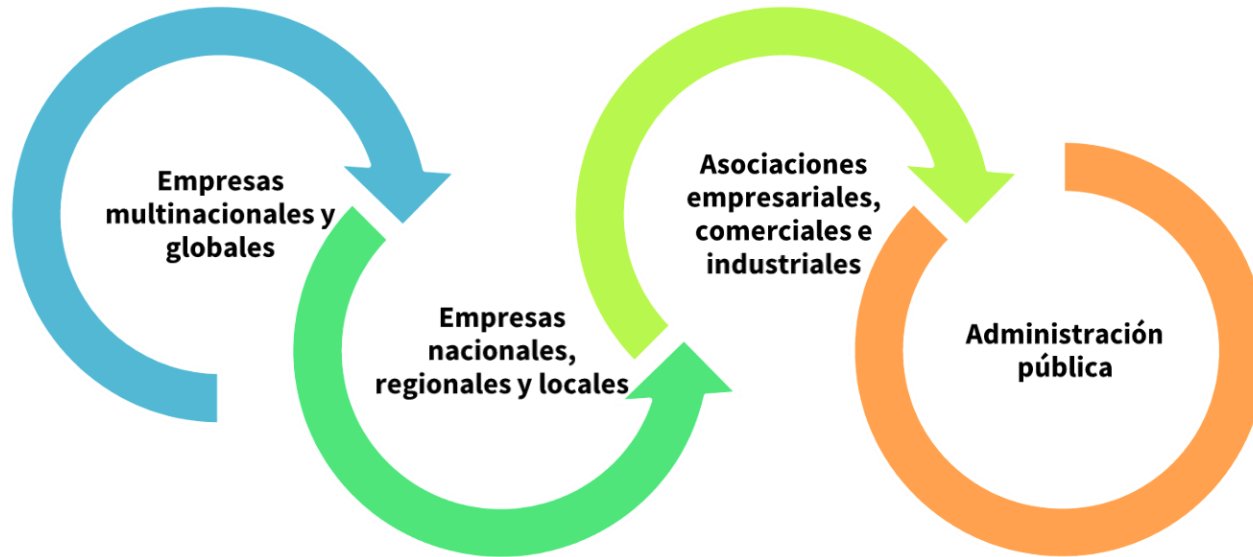 Empresas
multinacionales y
globales
Empresas
nacionales,
regionales y locales
Asociaciones
empresariales,
comerciales e
industriales
Administración
pública